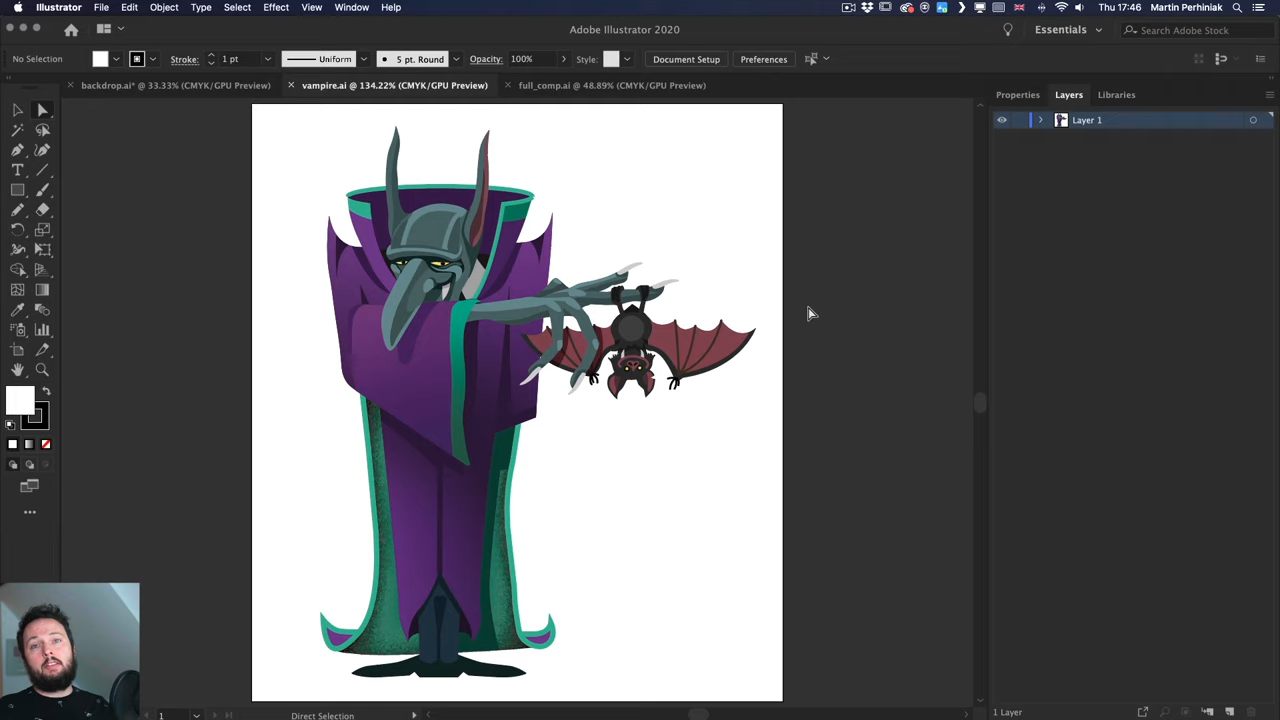 Illustrator File Edit Object Type Select Effect View Window Help Thu 17:46 Martin Perhiniak
Adobe Illustrator 2020 Essentials Search Adobe Stock
No Selection Stroke: 1 pt Uniform 5 pt. Round Opacity: 100% Style: Document Setup Preferences
backdrop.ai* @ 33.33% (CMYK/GPU Preview) vampire.ai @ 134.22% (CMYK/GPU Preview) full_comp.ai @ 48.89% (CMYK/GPU Preview)
Properties Layers Libraries
Layer 1
1 Direct Selection 1 Layer